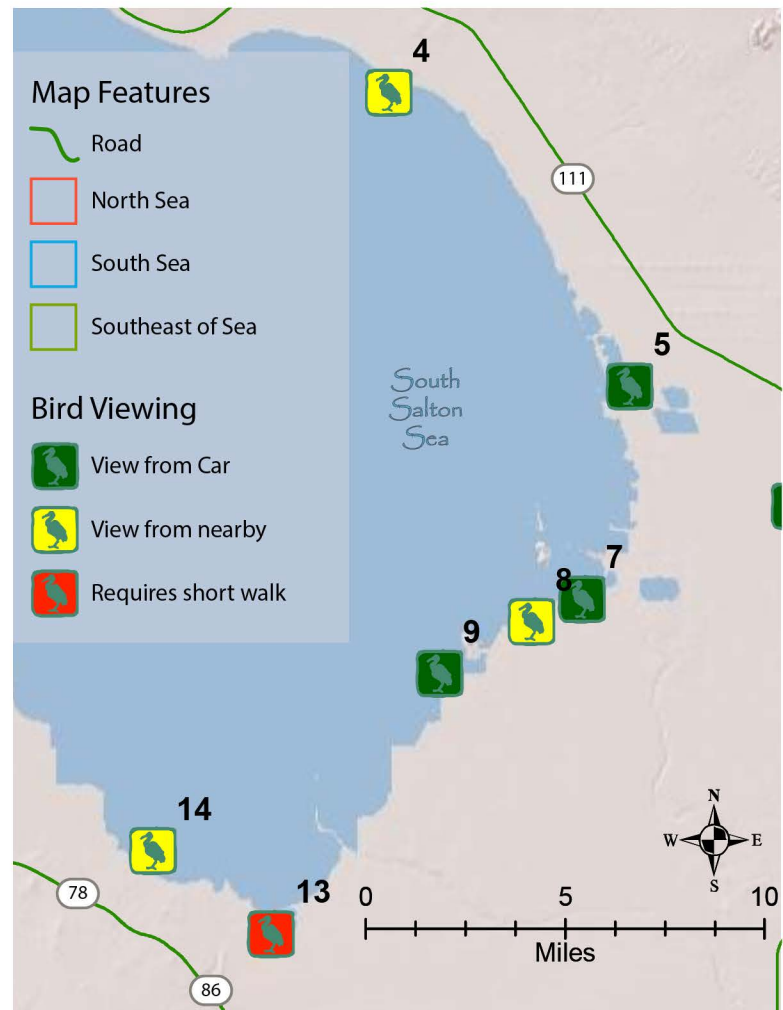 4
Map Features
Road
111
North Sea
South Sea
Southeast of Sea
5
South
Salton
Sea
Bird Viewing
View from Car
View from nearby
7
8
Requires short walk
9
14
N
W E
S
78
13
0 5 10
Miles
86